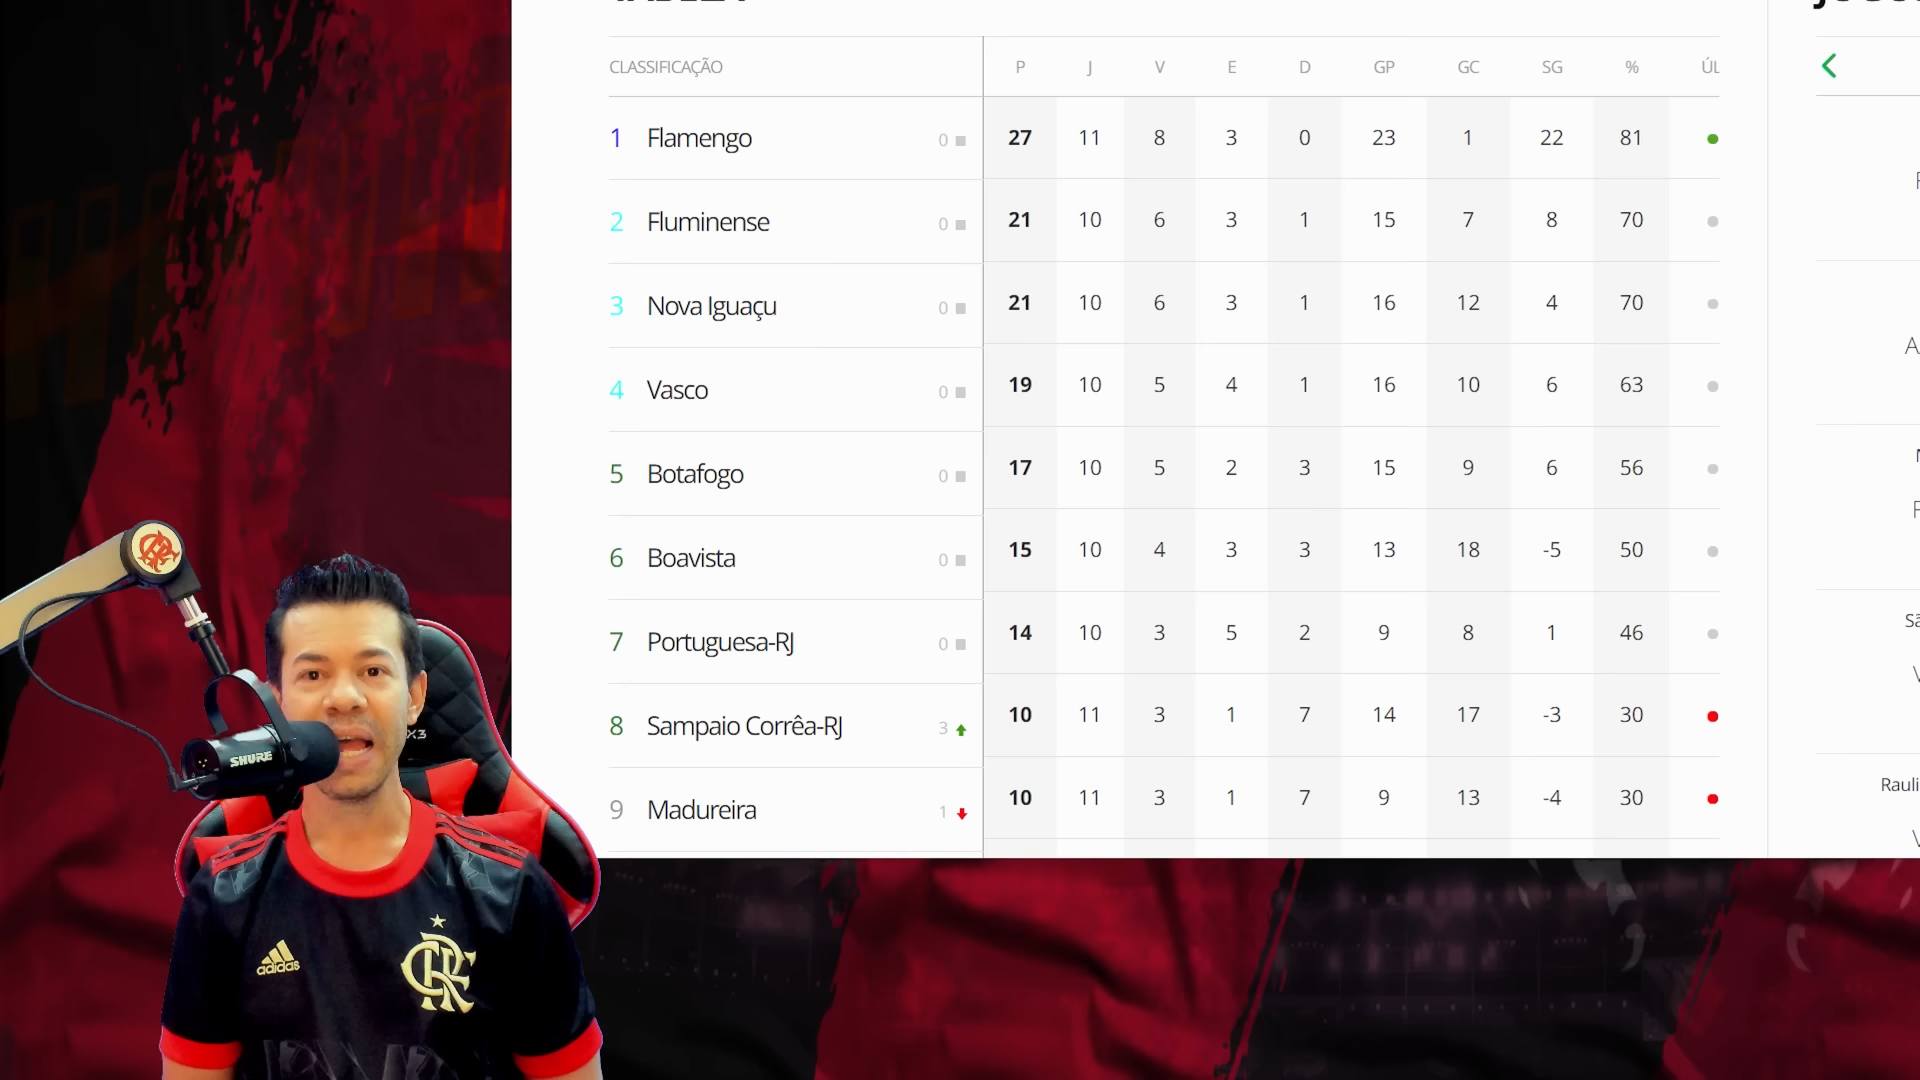 CLASSIFICAÇÃO P J V E D GP GC SG % ÚL
1 Flamengo 0 27 11 8 3 0 23 1 22 81
2 Fluminense 0 21 10 6 3 1 15 7 8 70
3 Nova Iguaçu 0 21 10 6 3 1 16 12 4 70
4 Vasco 0 19 10 5 4 1 16 10 6 63
5 Botafogo 0 17 10 5 2 3 15 9 6 56
6 Boavista 0 15 10 4 3 3 13 18 -5 50
7 Portuguesa-RJ 0 14 10 3 5 2 9 8 1 46
8 Sampaio Corrêa-RJ 3 10 11 3 1 7 14 17 -3 30
9 Madureira 1 10 11 3 1 7 9 13 -4 30
Rauli
SHURE
X3
adidas
CRF